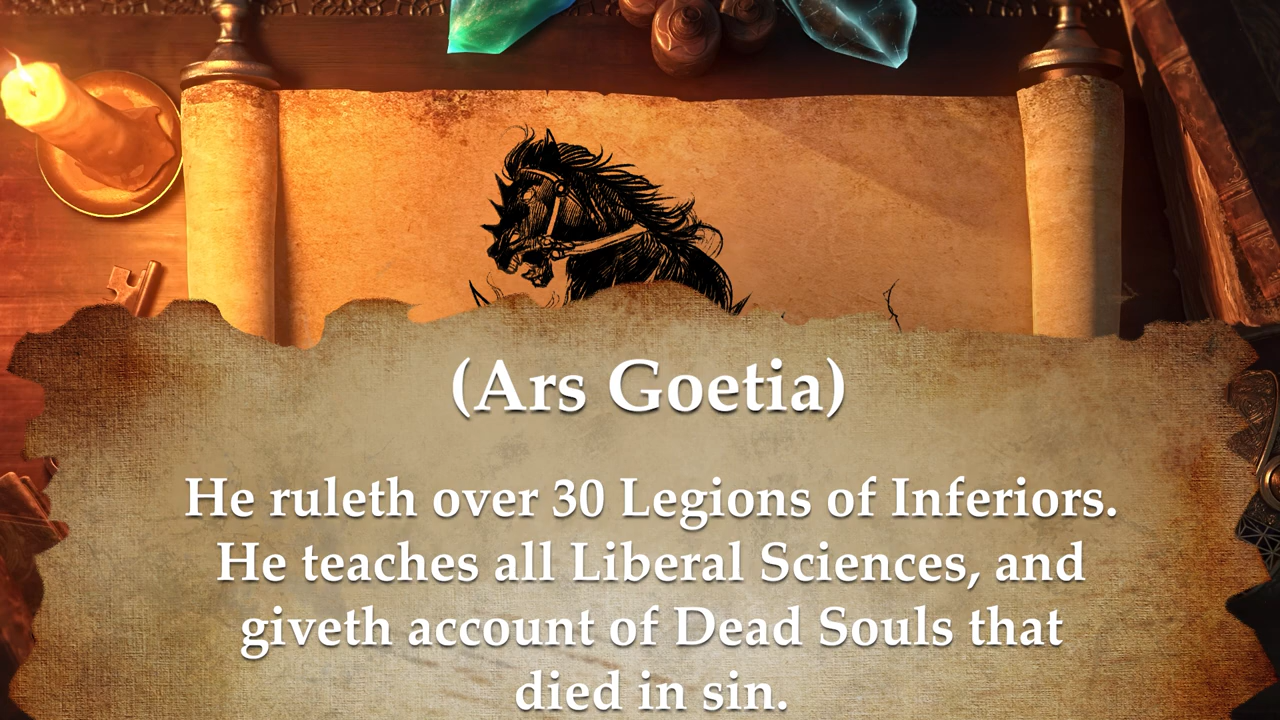 (Ars Goetia)
He ruleth over 30 Legions of Inferiors.
He teaches all Liberal Sciences, and
giveth account of Dead Souls that
died in sin.